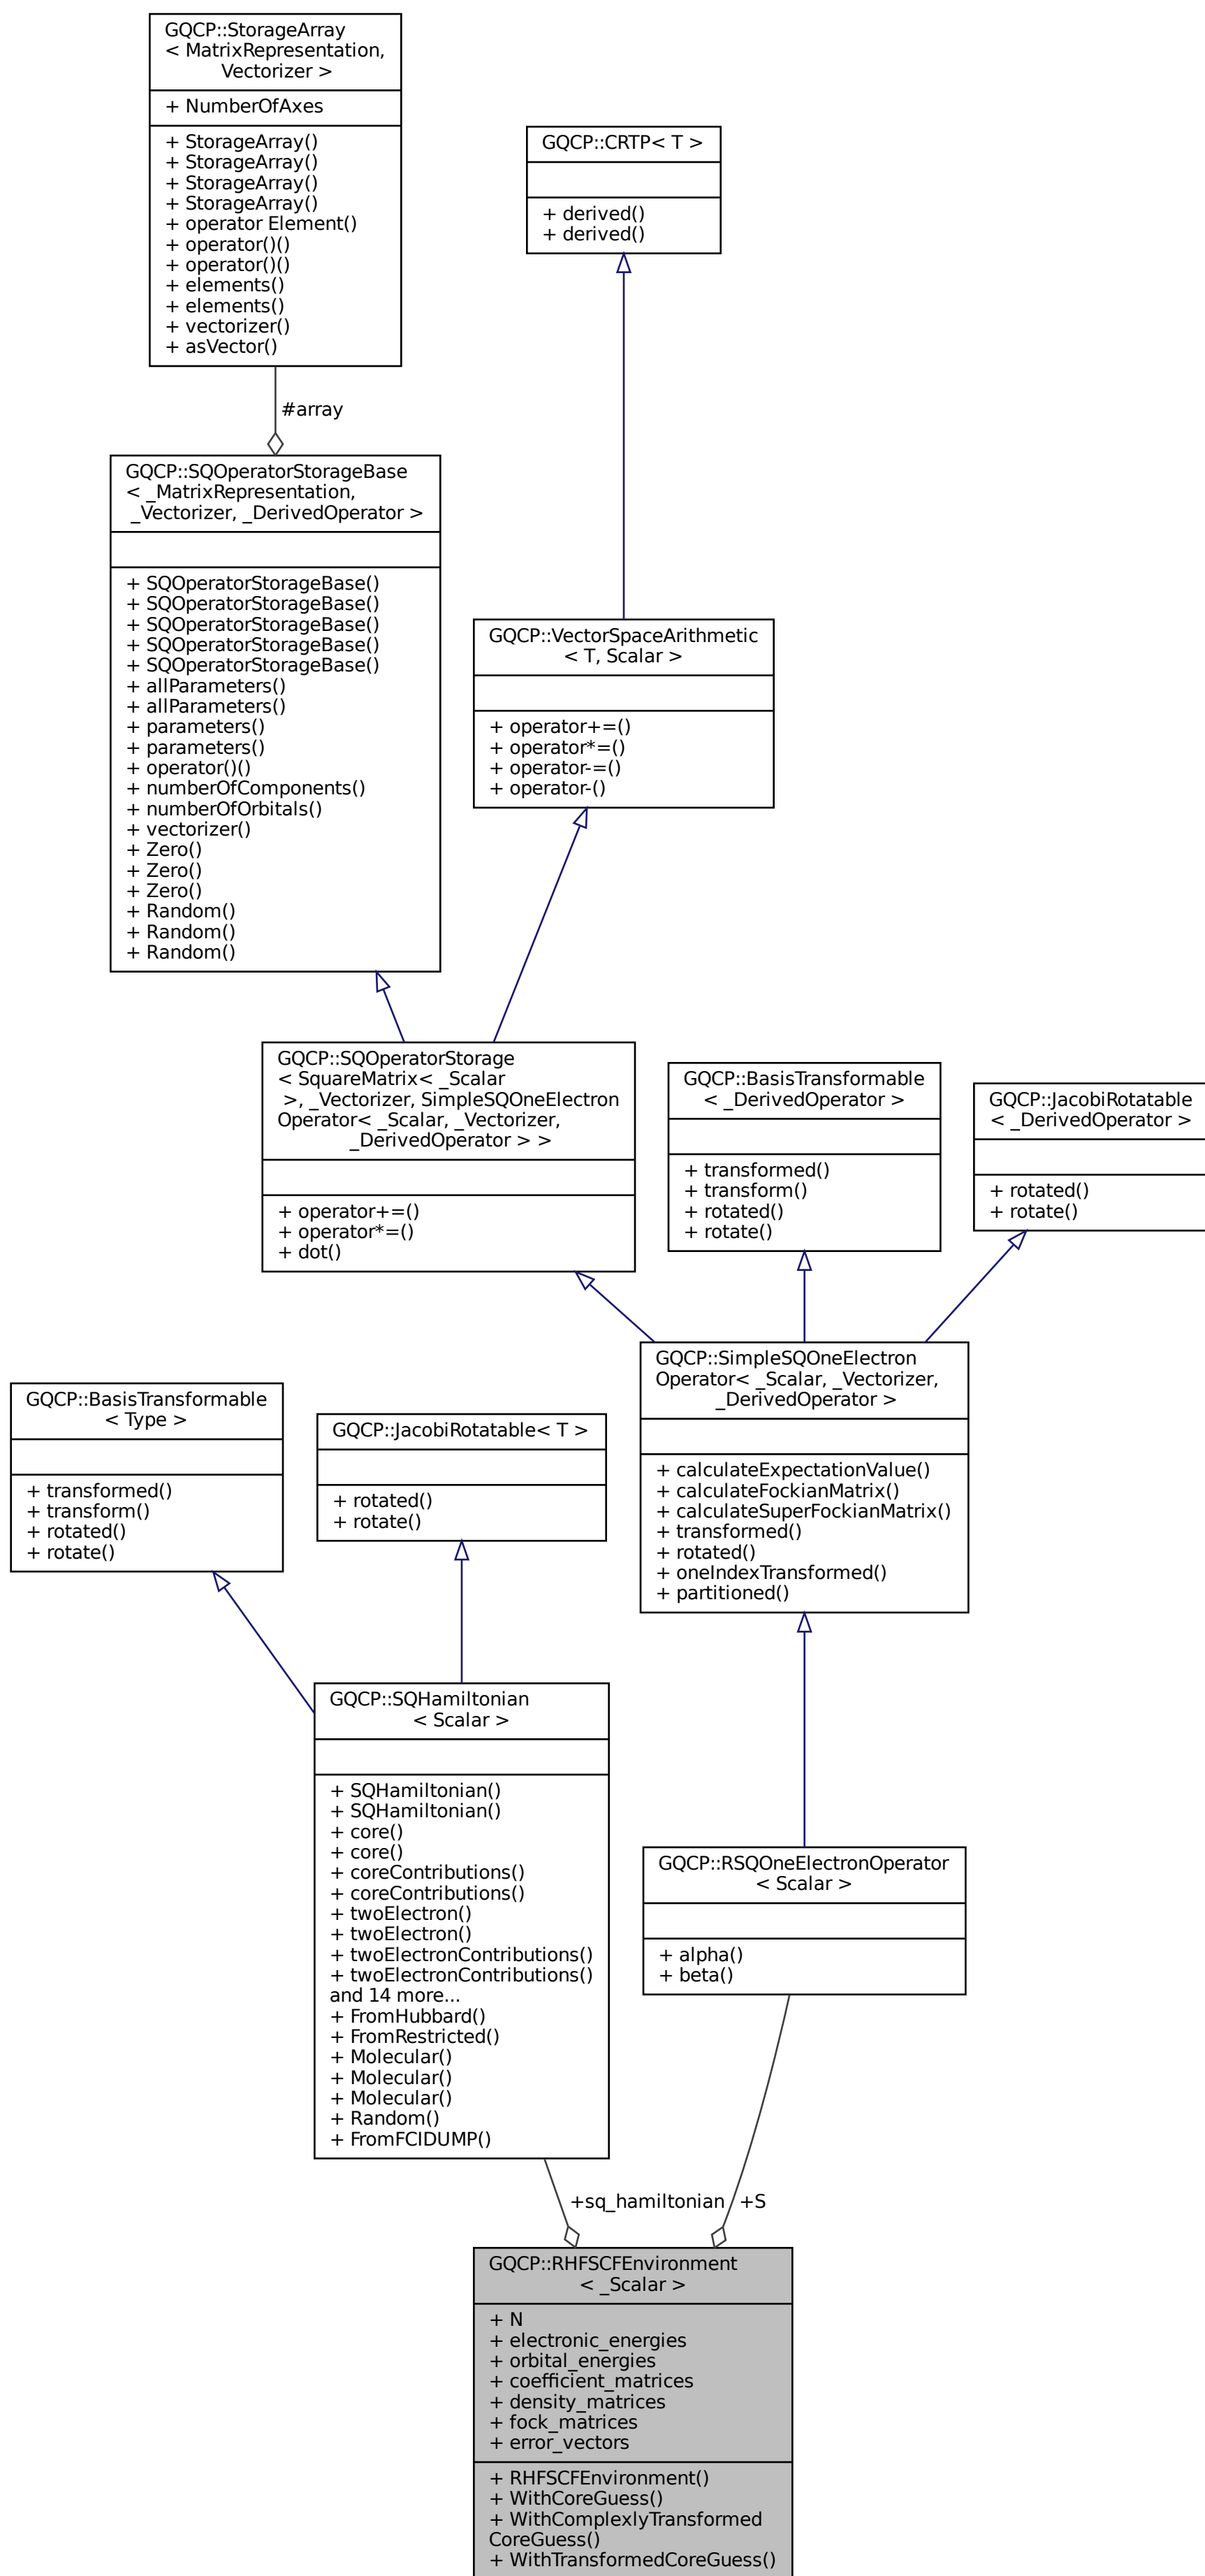 GQCP::StorageArray
< MatrixRepresentation,
Vectorizer >
+ NumberOfAxes
+ StorageArray()
+ StorageArray()
+ StorageArray()
+ StorageArray()
+ operator Element()
+ operator()()
+ operator()()
+ elements()
+ elements()
+ vectorizer()
+ asVector()
GQCP::CRTP< T >
+ derived()
+ derived()
#array
GQCP::SQOperatorStorageBase
< _MatrixRepresentation,
_Vectorizer, _DerivedOperator >
+ SQOperatorStorageBase()
+ SQOperatorStorageBase()
+ SQOperatorStorageBase()
+ SQOperatorStorageBase()
+ SQOperatorStorageBase()
+ allParameters()
+ allParameters()
+ parameters()
+ parameters()
+ operator()()
+ numberOfComponents()
+ numberOfOrbitals()
+ vectorizer()
+ Zero()
+ Zero()
+ Zero()
+ Random()
+ Random()
+ Random()
GQCP::VectorSpaceArithmetic
< T, Scalar >
+ operator+=()
+ operator*=()
+ operator-=()
+ operator-()
GQCP::SQOperatorStorage
< SquareMatrix< _Scalar
>, _Vectorizer, SimpleSQOneElectron
Operator< _Scalar, _Vectorizer,
_DerivedOperator > >
+ operator+=()
+ operator*=()
+ dot()
GQCP::BasisTransformable
< _DerivedOperator >
+ transformed()
+ transform()
+ rotated()
+ rotate()
GQCP::JacobiRotatable
< _DerivedOperator >
+ rotated()
+ rotate()
GQCP::SimpleSQOneElectron
Operator< _Scalar, _Vectorizer,
_DerivedOperator >
+ calculateExpectationValue()
+ calculateFockianMatrix()
+ calculateSuperFockianMatrix()
+ transformed()
+ rotated()
+ oneIndexTransformed()
+ partitioned()
GQCP::BasisTransformable
< Type >
+ transformed()
+ transform()
+ rotated()
+ rotate()
GQCP::JacobiRotatable< T >
+ rotated()
+ rotate()
GQCP::SQHamiltonian
< Scalar >
+ SQHamiltonian()
+ SQHamiltonian()
+ core()
+ core()
+ coreContributions()
+ coreContributions()
+ twoElectron()
+ twoElectron()
+ twoElectronContributions()
+ twoElectronContributions()
and 14 more...
+ FromHubbard()
+ FromRestricted()
+ Molecular()
+ Molecular()
+ Molecular()
+ Random()
+ FromFCIDUMP()
GQCP::RSQOneElectronOperator
< Scalar >
+ alpha()
+ beta()
+sq_hamiltonian
+S
GQCP::RHFSCFEnvironment
< _Scalar >
+ N
+ electronic_energies
+ orbital_energies
+ coefficient_matrices
+ density_matrices
+ fock_matrices
+ error_vectors
+ RHFSCFEnvironment()
+ WithCoreGuess()
+ WithComplexlyTransformed
CoreGuess()
+ WithTransformedCoreGuess()